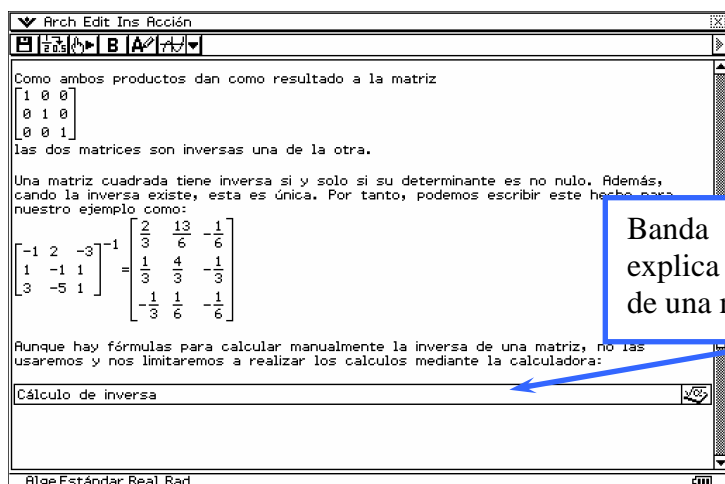 Arch Edit Ins Acción
B
Como ambos productos dan como resultado a la matriz
[1 0 0
0 1 0
0 0 1]
las dos matrices son inversas una de la otra.
Una matriz cuadrada tiene inversa si y solo si su determinante es no nulo. Además,
cando la inversa existe, esta es única. Por tanto, podemos escribir este hecho para
nuestro ejemplo como:
[-1 2 -3
1 -1 1
3 -5 1]^-1 = [2/3 13/6 -1/6
1/3 4/3 -1/3
-1/3 1/6 -1/6]
Aunque hay fórmulas para calcular manualmente la inversa de una matriz, no las
usaremos y nos limitaremos a realizar los calculos mediante la calculadora:
Cálculo de inversa
Banda
explica
de una
Alge Estándar Real Rad